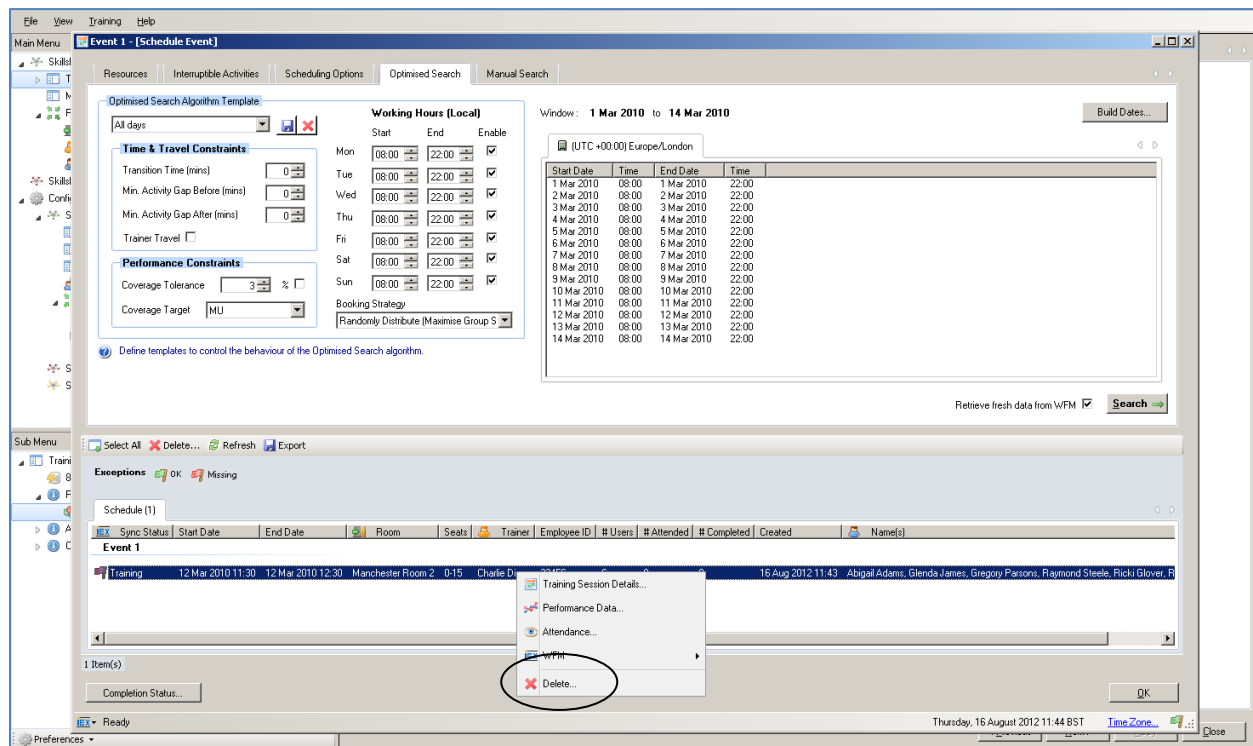 File View Training Help
Main Menu
Event 1 - [Schedule Event]
Skillsl
T
M
F
Skillsl
Config
S
S
S
Resources Interruptible Activities Scheduling Options Optimised Search Manual Search
Optimised Search Algorithm Template
All days
Time & Travel Constraints
Transition Time (mins) 0
Min. Activity Gap Before (mins) 0
Min. Activity Gap After (mins) 0
Trainer Travel
Performance Constraints
Coverage Tolerance 3 %
Coverage Target MU
Working Hours (Local)
Start End Enable
Mon 08:00 22:00
Tue 08:00 22:00
Wed 08:00 22:00
Thu 08:00 22:00
Fri 08:00 22:00
Sat 08:00 22:00
Sun 08:00 22:00
Booking Strategy
Randomly Distribute (Maximise Group S
Define templates to control the behaviour of the Optimised Search algorithm.
Window : 1 Mar 2010 to 14 Mar 2010
Build Dates...
(UTC +00:00) Europe/London
Start Date Time End Date Time
1 Mar 2010 08:00 1 Mar 2010 22:00
2 Mar 2010 08:00 2 Mar 2010 22:00
3 Mar 2010 08:00 3 Mar 2010 22:00
4 Mar 2010 08:00 4 Mar 2010 22:00
5 Mar 2010 08:00 5 Mar 2010 22:00
6 Mar 2010 08:00 6 Mar 2010 22:00
7 Mar 2010 08:00 7 Mar 2010 22:00
8 Mar 2010 08:00 8 Mar 2010 22:00
9 Mar 2010 08:00 9 Mar 2010 22:00
10 Mar 2010 08:00 10 Mar 2010 22:00
11 Mar 2010 08:00 11 Mar 2010 22:00
12 Mar 2010 08:00 12 Mar 2010 22:00
13 Mar 2010 08:00 13 Mar 2010 22:00
14 Mar 2010 08:00 14 Mar 2010 22:00
Retrieve fresh data from WFM Search
Sub Menu
Traini
8
F
A
C
Select All Delete... Refresh Export
Exceptions OK Missing
Schedule (1)
IEX Sync Status Start Date End Date Room Seats Trainer Employee ID # Users # Attended # Completed Created Name(s)
Event 1
Training 12 Mar 2010 11:30 12 Mar 2010 12:30 Manchester Room 2 0-15 Charlie 16 Aug 2012 11:43 Abigail Adams, Glenda James, Gregory Parsons, Raymond Steele, Ricki Glover, R
Training Session Details...
Performance Data...
Attendance...
IEX WFM
Delete...
1 Item(s)
Completion Status...
OK
IEX Ready
Thursday, 16 August 2012 11:44 BST Time Zone...
Preferences
Close